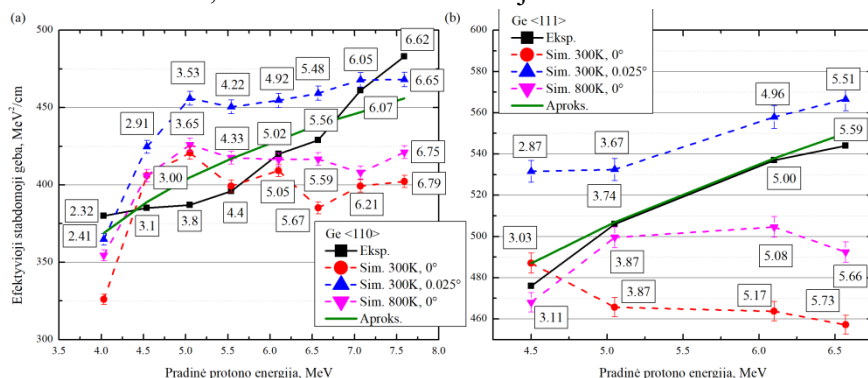 (a)
Efektyvioji stabdomoji geba, MeV²/cm
500
450
400
350
300
3.5 4.0 4.5 5.0 5.5 6.0 6.5 7.0 7.5 8.0
Pradinė protono energija, MeV
2.32
2.41
2.91
3.00
3.1
3.53
3.65
3.8
4.22
4.33
4.4
4.92
5.02
5.05
5.48
5.56
5.59
5.67
6.05
6.07
6.21
6.62
6.65
6.75
6.79
Ge <110>
Eksp.
Sim. 300K, 0°
Sim. 300K, 0.025°
Sim. 800K, 0°
Aproks.
(b)
Ge <111>
Eksp.
Sim. 300K, 0°
Sim. 300K, 0.025°
Sim. 800K, 0°
Aproks.
600
580
560
540
520
500
480
460
4.5 5.0 5.5 6.0 6.5
Pradinė protono energija, MeV
2.87
3.03
3.11
3.67
3.74
3.87
3.87
4.96
5.00
5.08
5.17
5.51
5.59
5.66
5.73